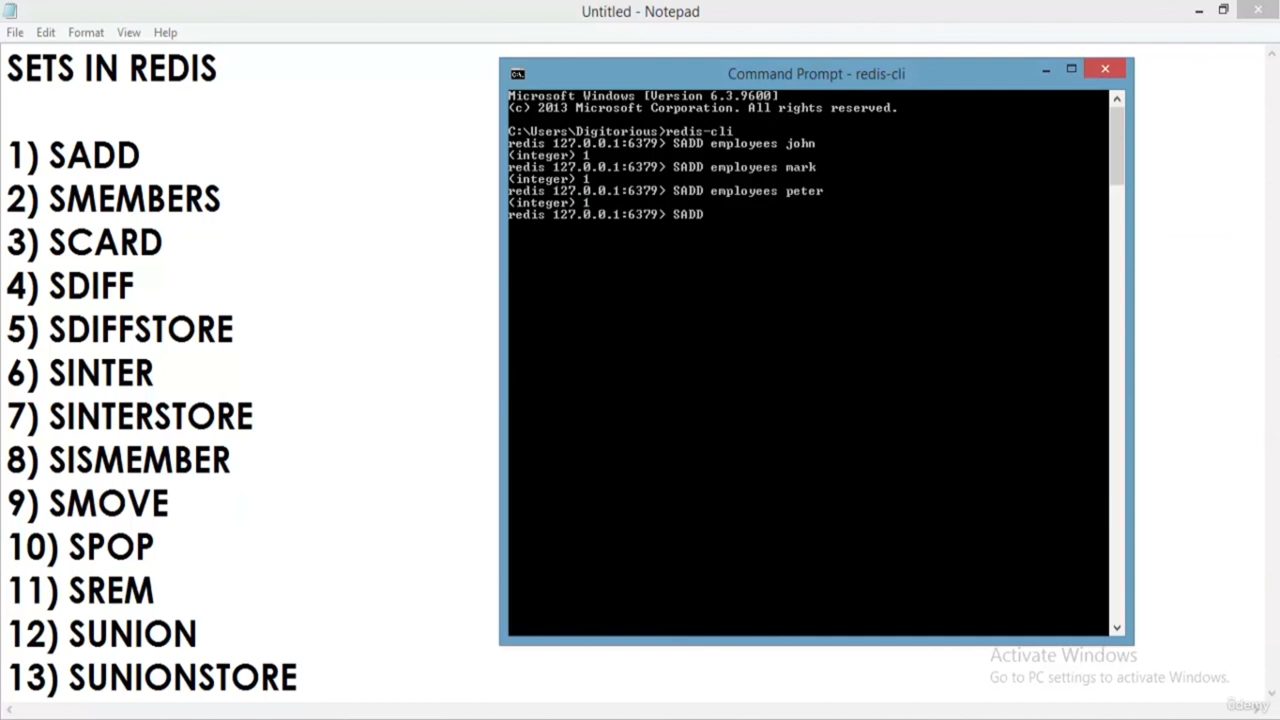 Untitled - Notepad
File Edit Format View Help
SETS IN REDIS
1) SADD
2) SMEMBERS
3) SCARD
4) SDIFF
5) SDIFFSTORE
6) SINTER
7) SINTERSTORE
8) SISMEMBER
9) SMOVE
10) SPOP
11) SREM
12) SUNION
13) SUNIONSTORE
C:\. Command Prompt - redis-cli
Microsoft Windows [Version 6.3.9600]
(c) 2013 Microsoft Corporation. All rights reserved.
C:\Users\Digitorious>redis-cli
redis 127.0.0.1:6379> SADD employees john
(integer) 1
redis 127.0.0.1:6379> SADD employees mark
(integer) 1
redis 127.0.0.1:6379> SADD employees peter
(integer) 1
redis 127.0.0.1:6379> SADD
Activate Windows
Go to PC settings to activate Windows.
ûdemy